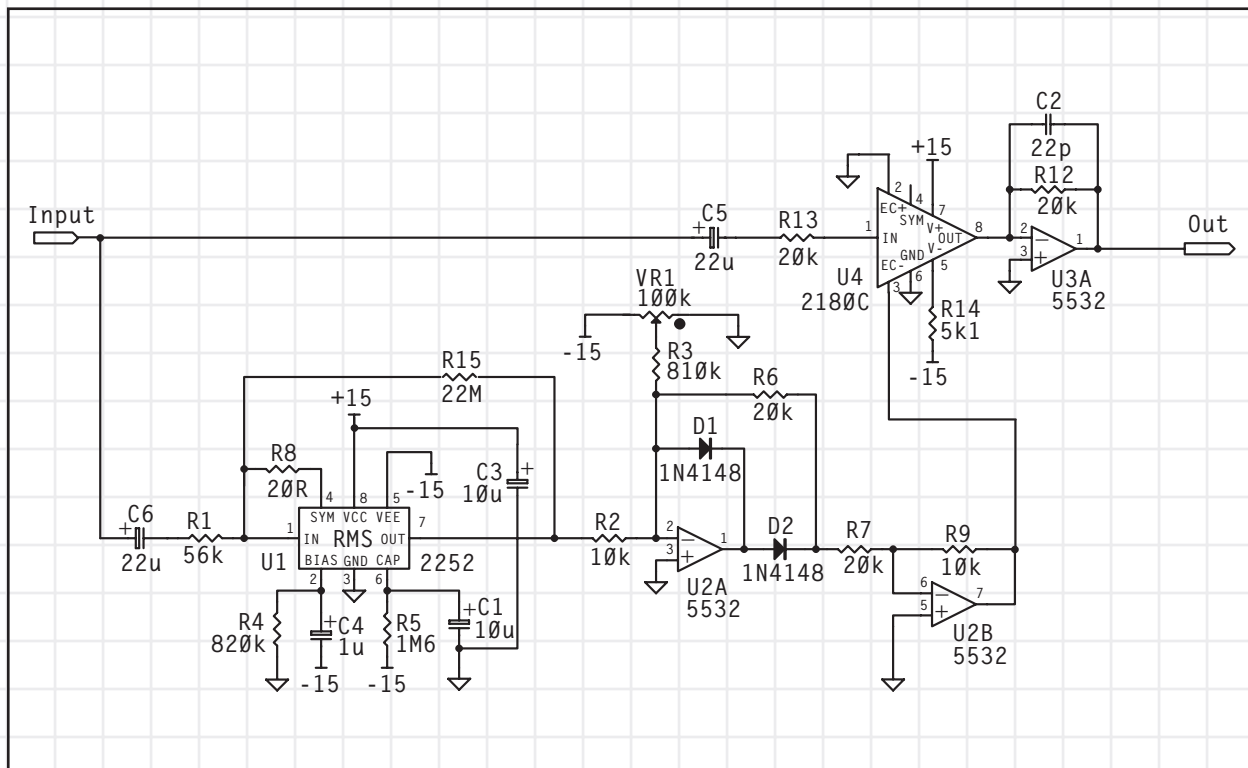 C2
22p
R12
20k
+15
2
4
7
EC+
SYM
V+
OUT
8
1
IN
V-
GND
EC-
3
6
5
U4
2180C
2
3
1
U3A
5532
Out
Input
C5
22u
R13
20k
VR1
100k
-15
R3
810k
R14
5k1
-15
R15
22M
R6
20k
+15
D1
1N4148
R8
20R
-15
C3
10u
C6
22u
R1
56k
4
8
5
SYM VCC VEE
1
IN RMS OUT
7
BIAS GND CAP
U1
2252
2
3
6
R2
10k
2
3
1
U2A
5532
D2
1N4148
R7
20k
R9
10k
6
5
7
U2B
5532
R4
820k
C4
1u
R5
1M6
C1
10u
-15
-15